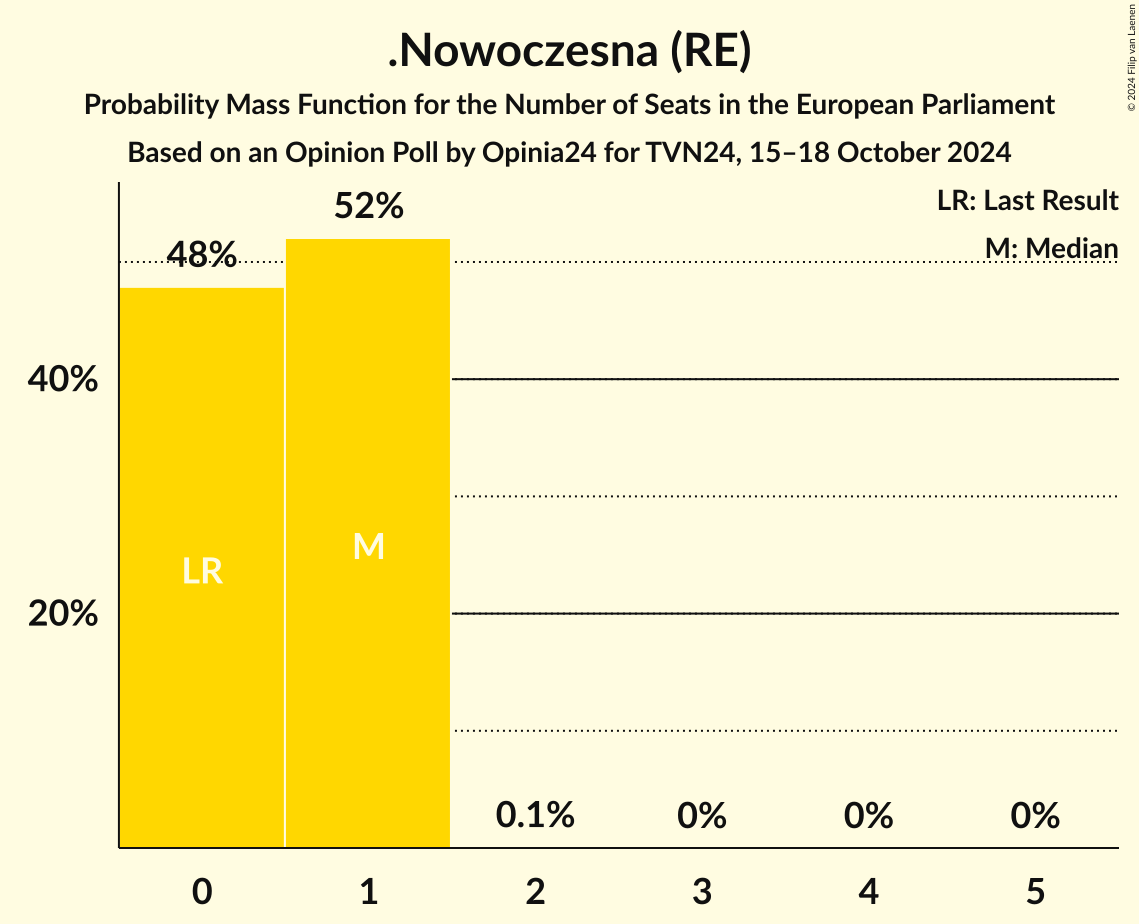 .Nowoczesna (RE)
Probability Mass Function for the Number of Seats in the European Parliament
Based on an Opinion Poll by Opinia24 for TVN24, 15–18 October 2024
© 2024 Filip van Laenen
LR: Last Result
M: Median
52%
48%
40%
20%
LR
M
0.1%
0%
0%
0%
0
1
2
3
4
5